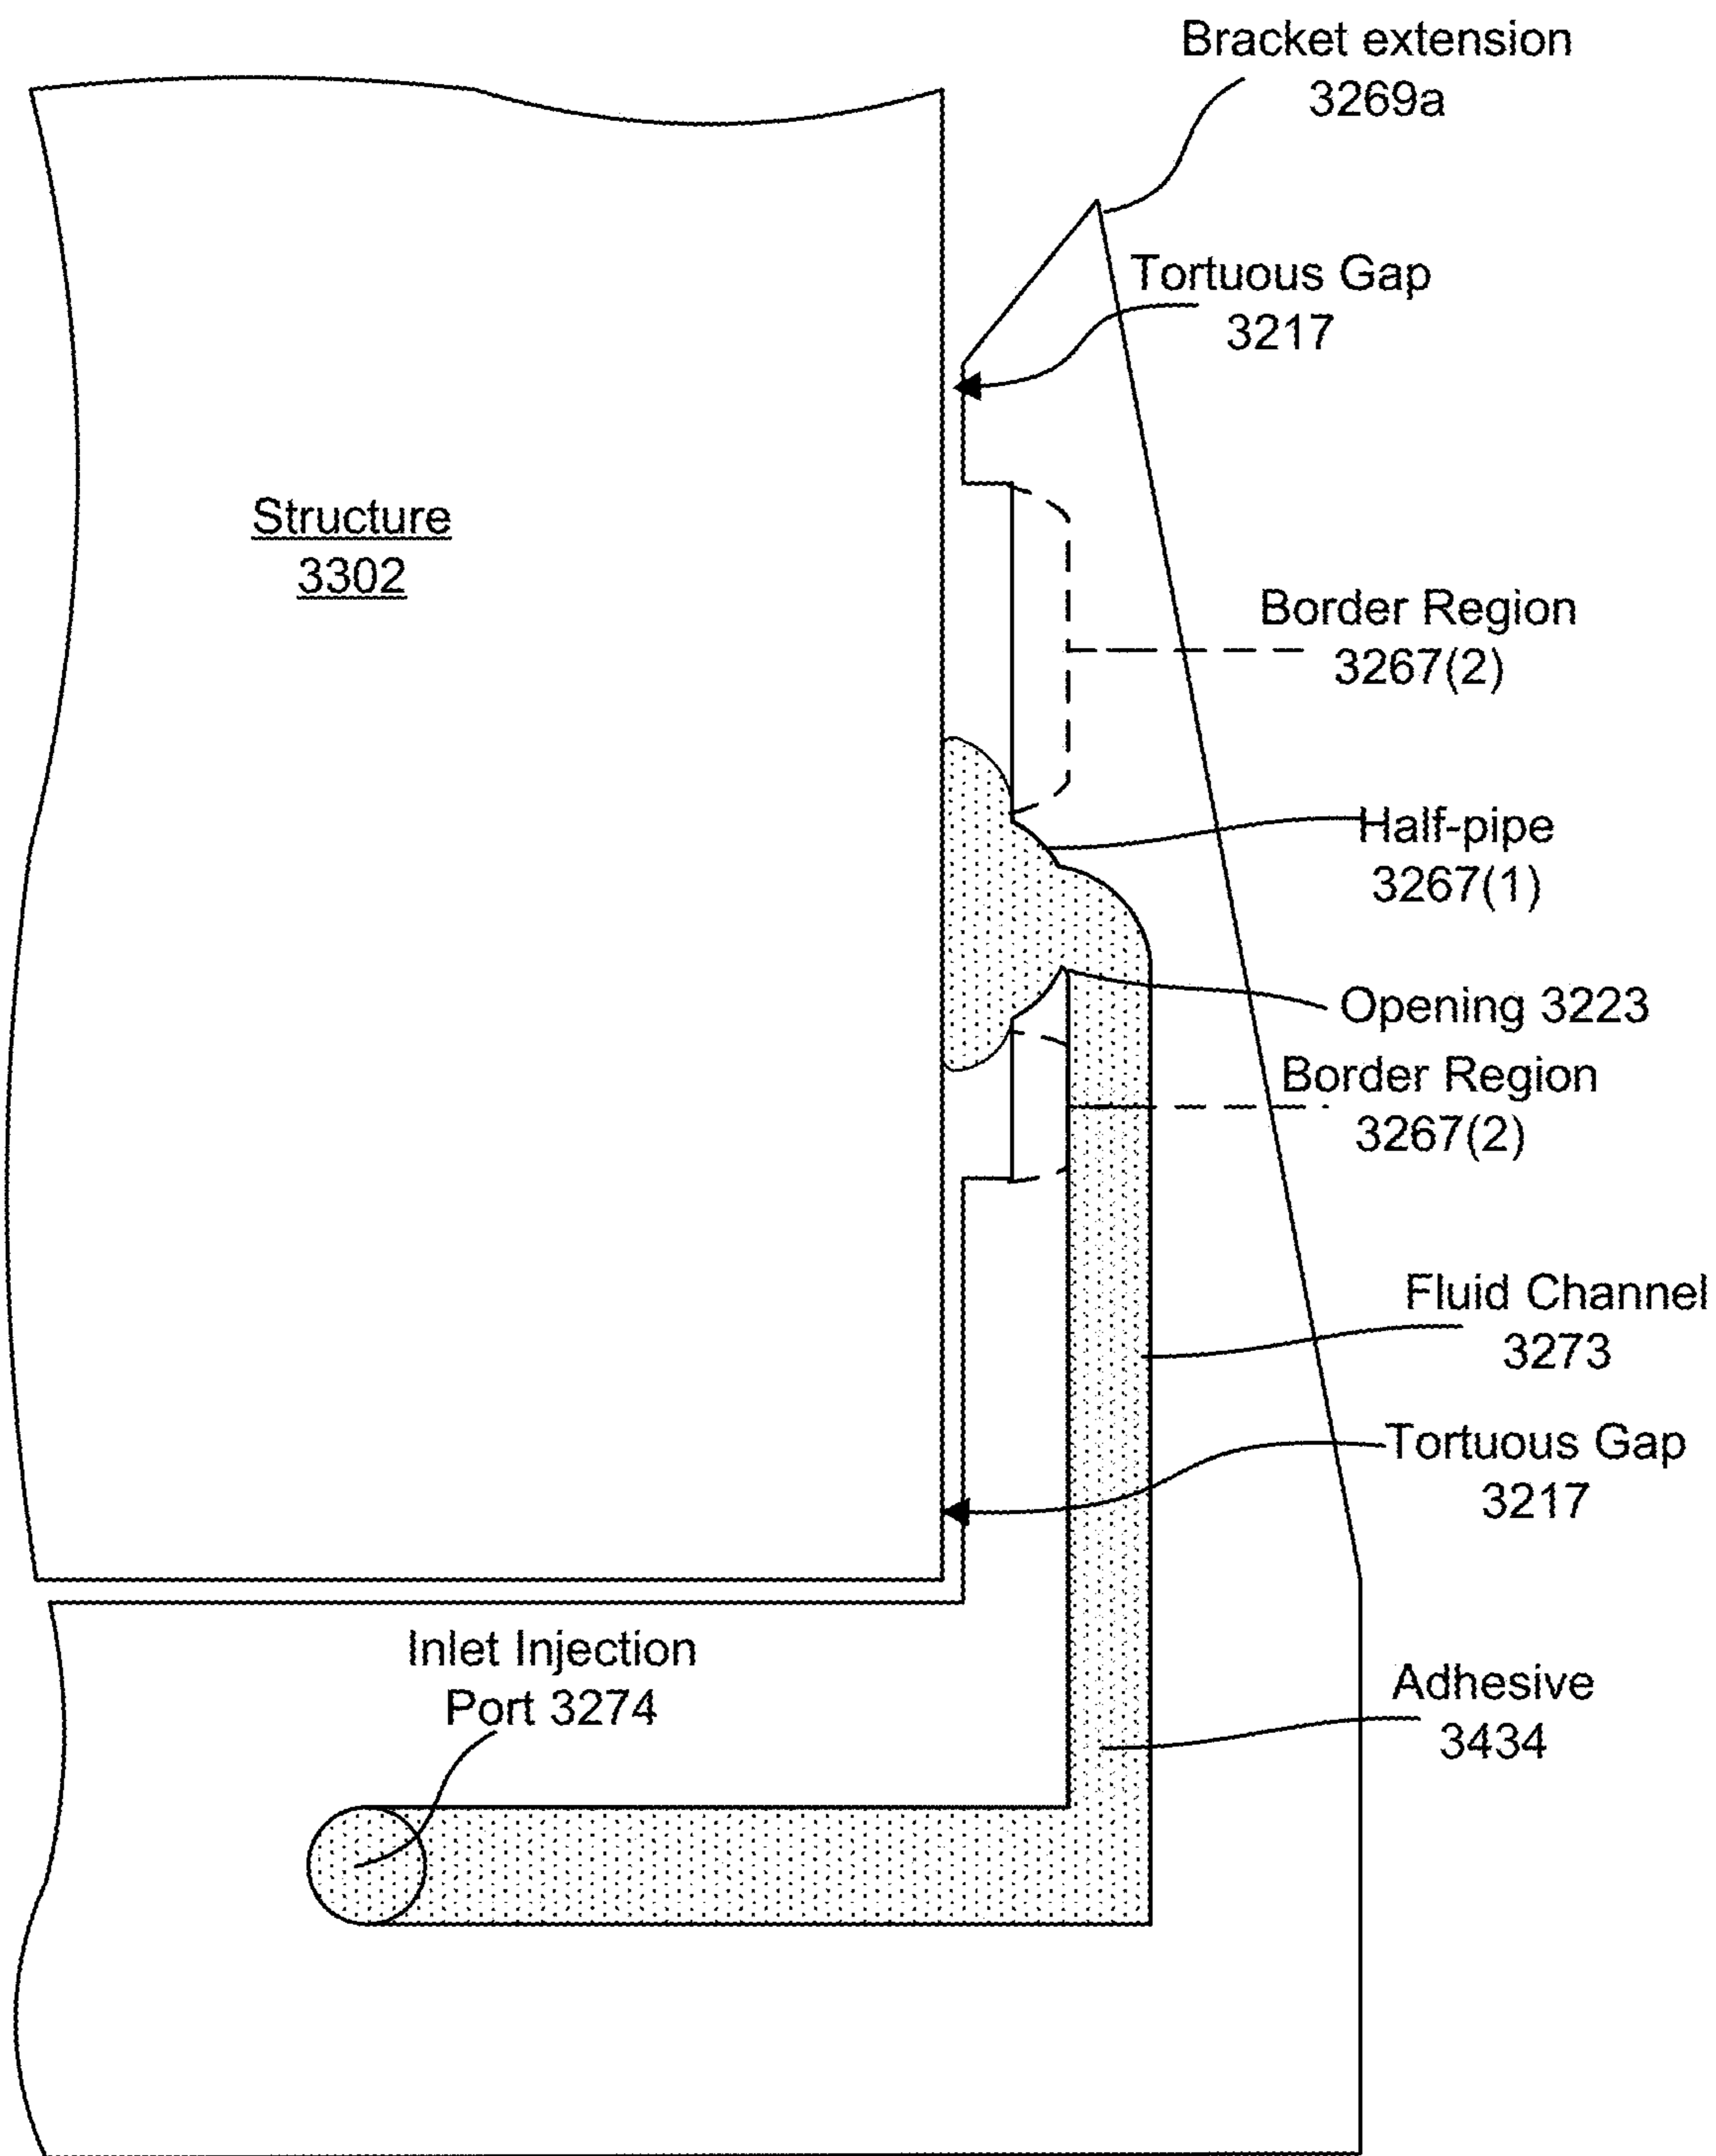 Bracket extension
3269a
Tortuous Gap
3217
Structure
3302
Border Region
3267(2)
Half-pipe
3267(1)
Opening 3223
Border Region
3267(2)
Fluid Channel
3273
Tortuous Gap
3217
Inlet Injection
Port 3274
Adhesive
3434